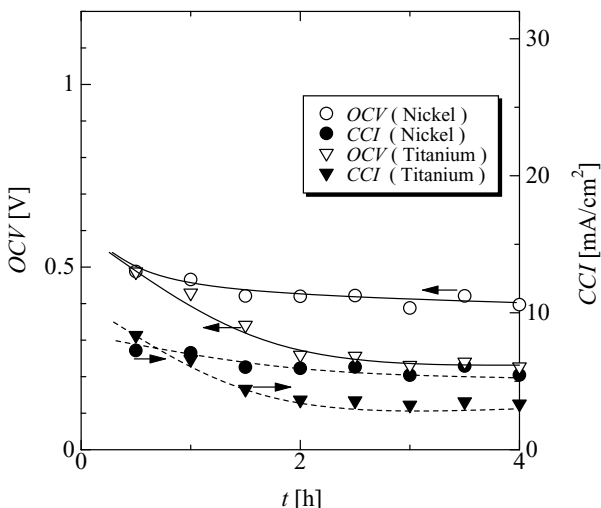 1
0.5
0
OCV [V]
30
20
10
0
CCI [mA/cm²]
OCV ( Nickel )
CCI ( Nickel )
OCV ( Titanium )
CCI ( Titanium )
0
2
4
t [h]